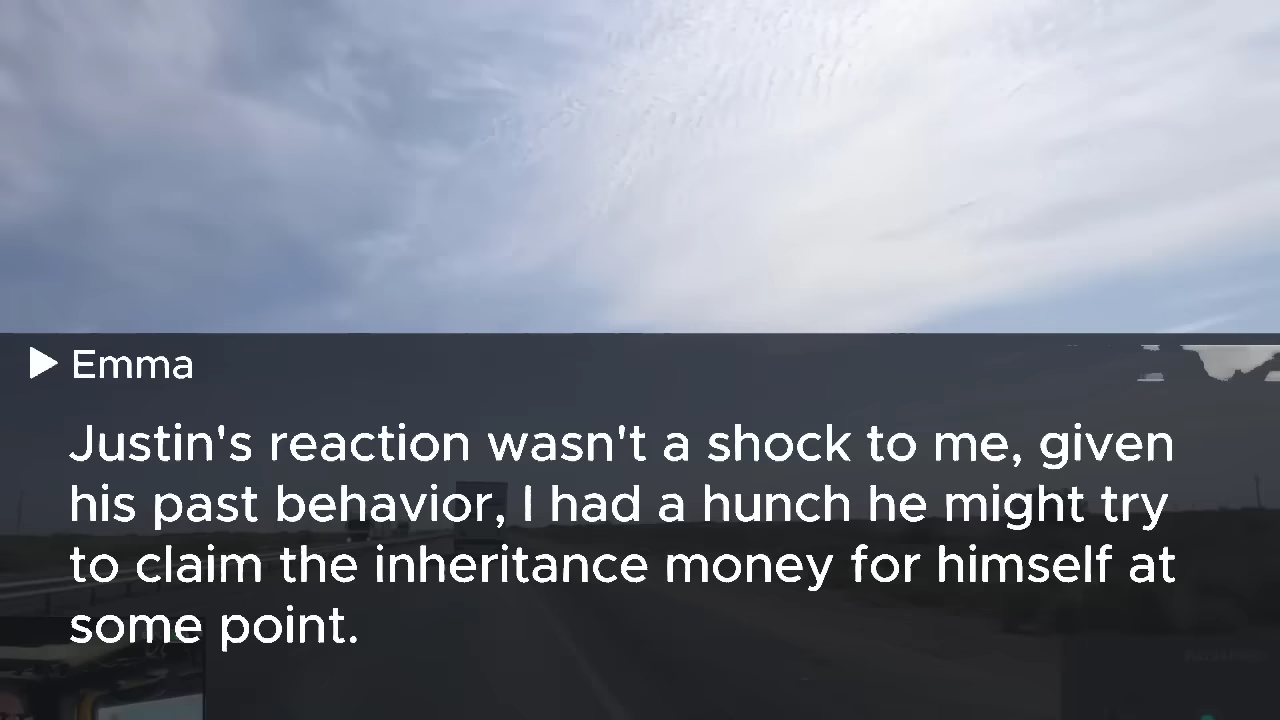 Emma
Justin's reaction wasn't a shock to me, given
his past behavior, I had a hunch he might try
to claim the inheritance money for himself at
some point.